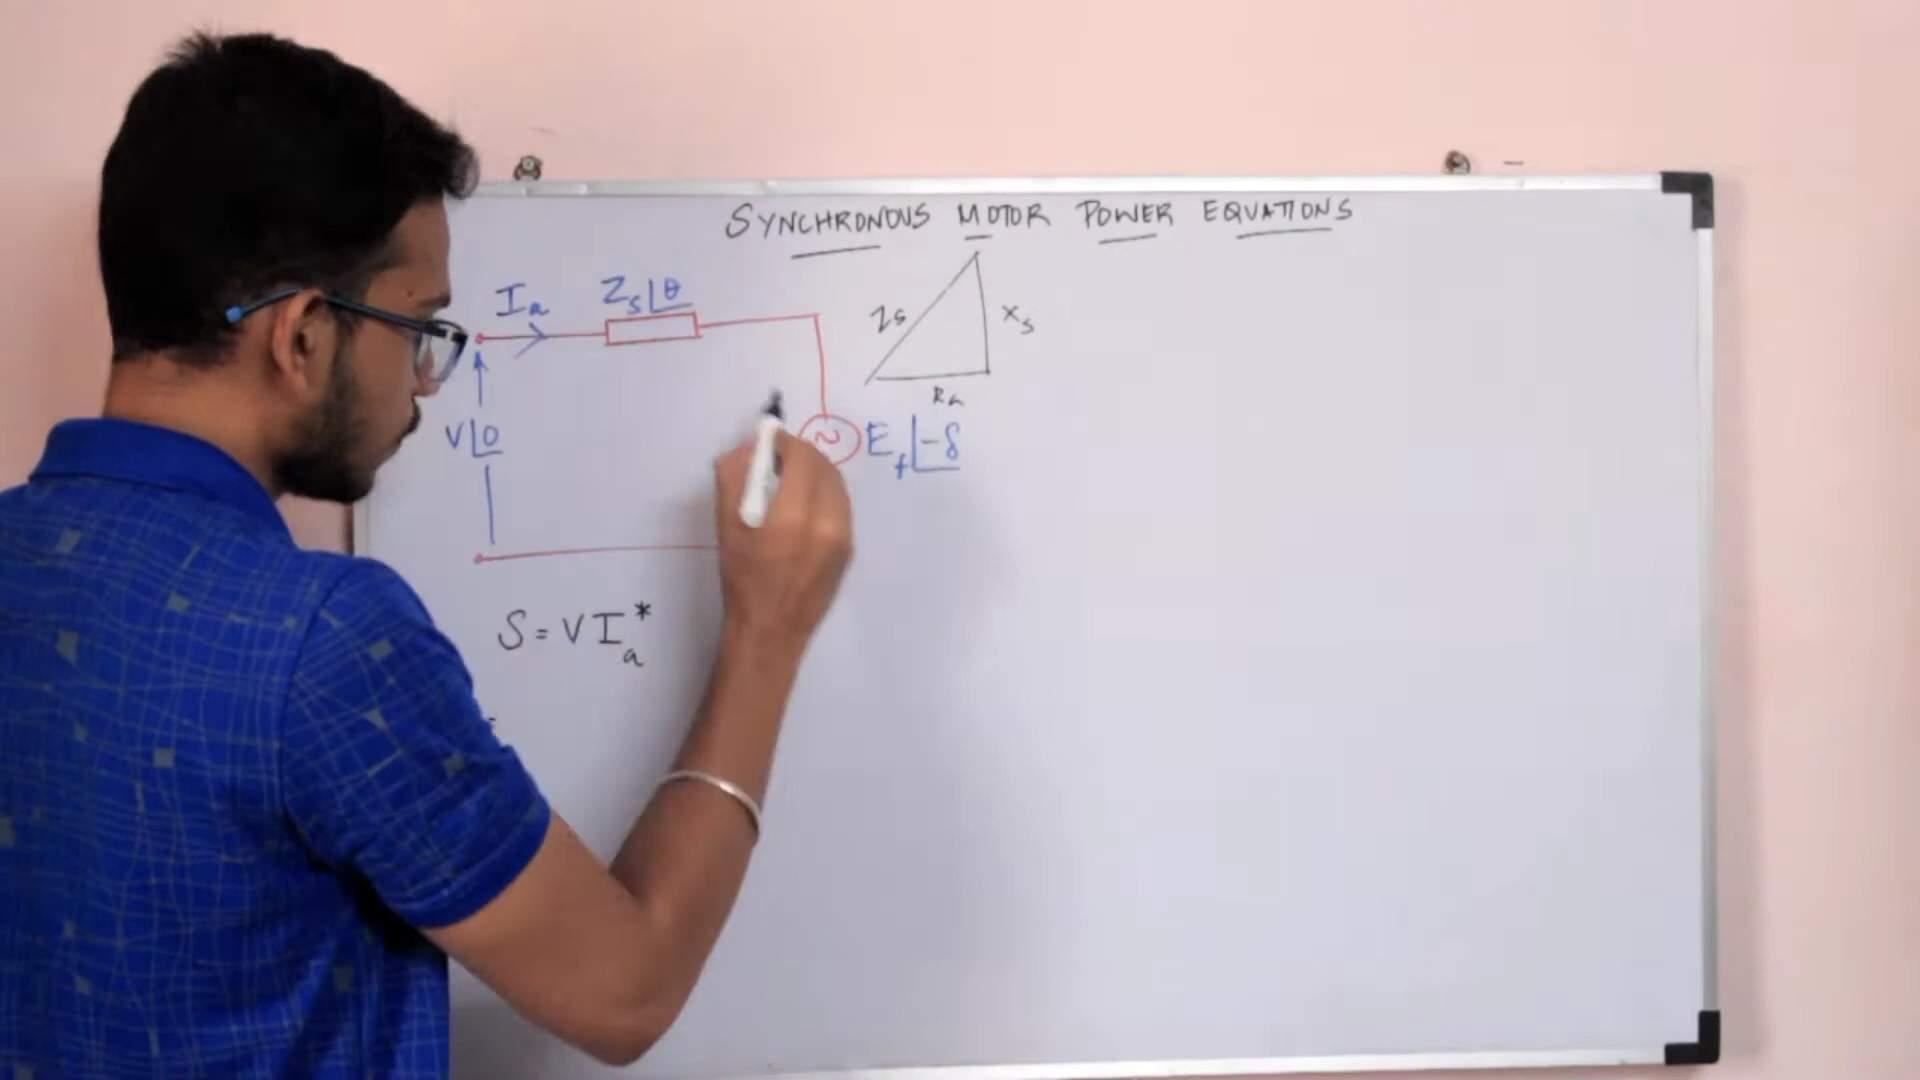 SYNCHRONOUS MOTOR POWER EQUATIONS
Ia
Zs∠θ
Zs
Xs
Ra
V∠0
~
Ef∠-δ
S = V Ia*